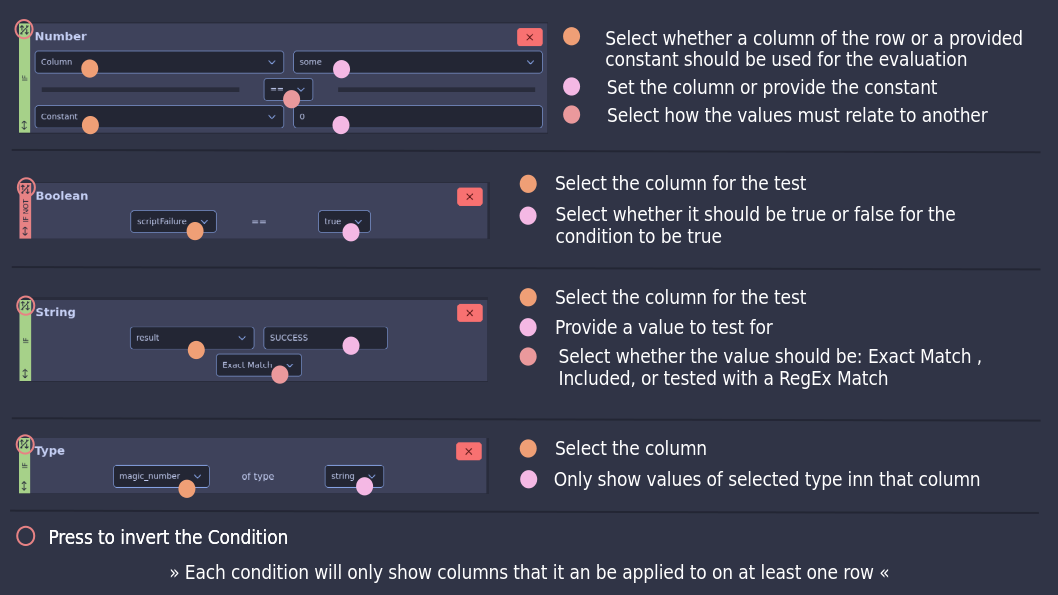 Number
×
Select whether a column of the row or a provided
constant should be used for the evaluation
Column
some
IF
==
Set the column or provide the constant
Constant
0
Select how the values must relate to another
Boolean
×
IF NOT
scriptFailure
==
true
Select the column for the test
Select whether it should be true or false for the
condition to be true
String
×
IF
result
SUCCESS
Exact Match
Select the column for the test
Provide a value to test for
Select whether the value should be: Exact Match ,
Included, or tested with a RegEx Match
Type
×
IF
magic_number
of type
string
Select the column
Only show values of selected type inn that column
Press to invert the Condition
» Each condition will only show columns that it an be applied to on at least one row «